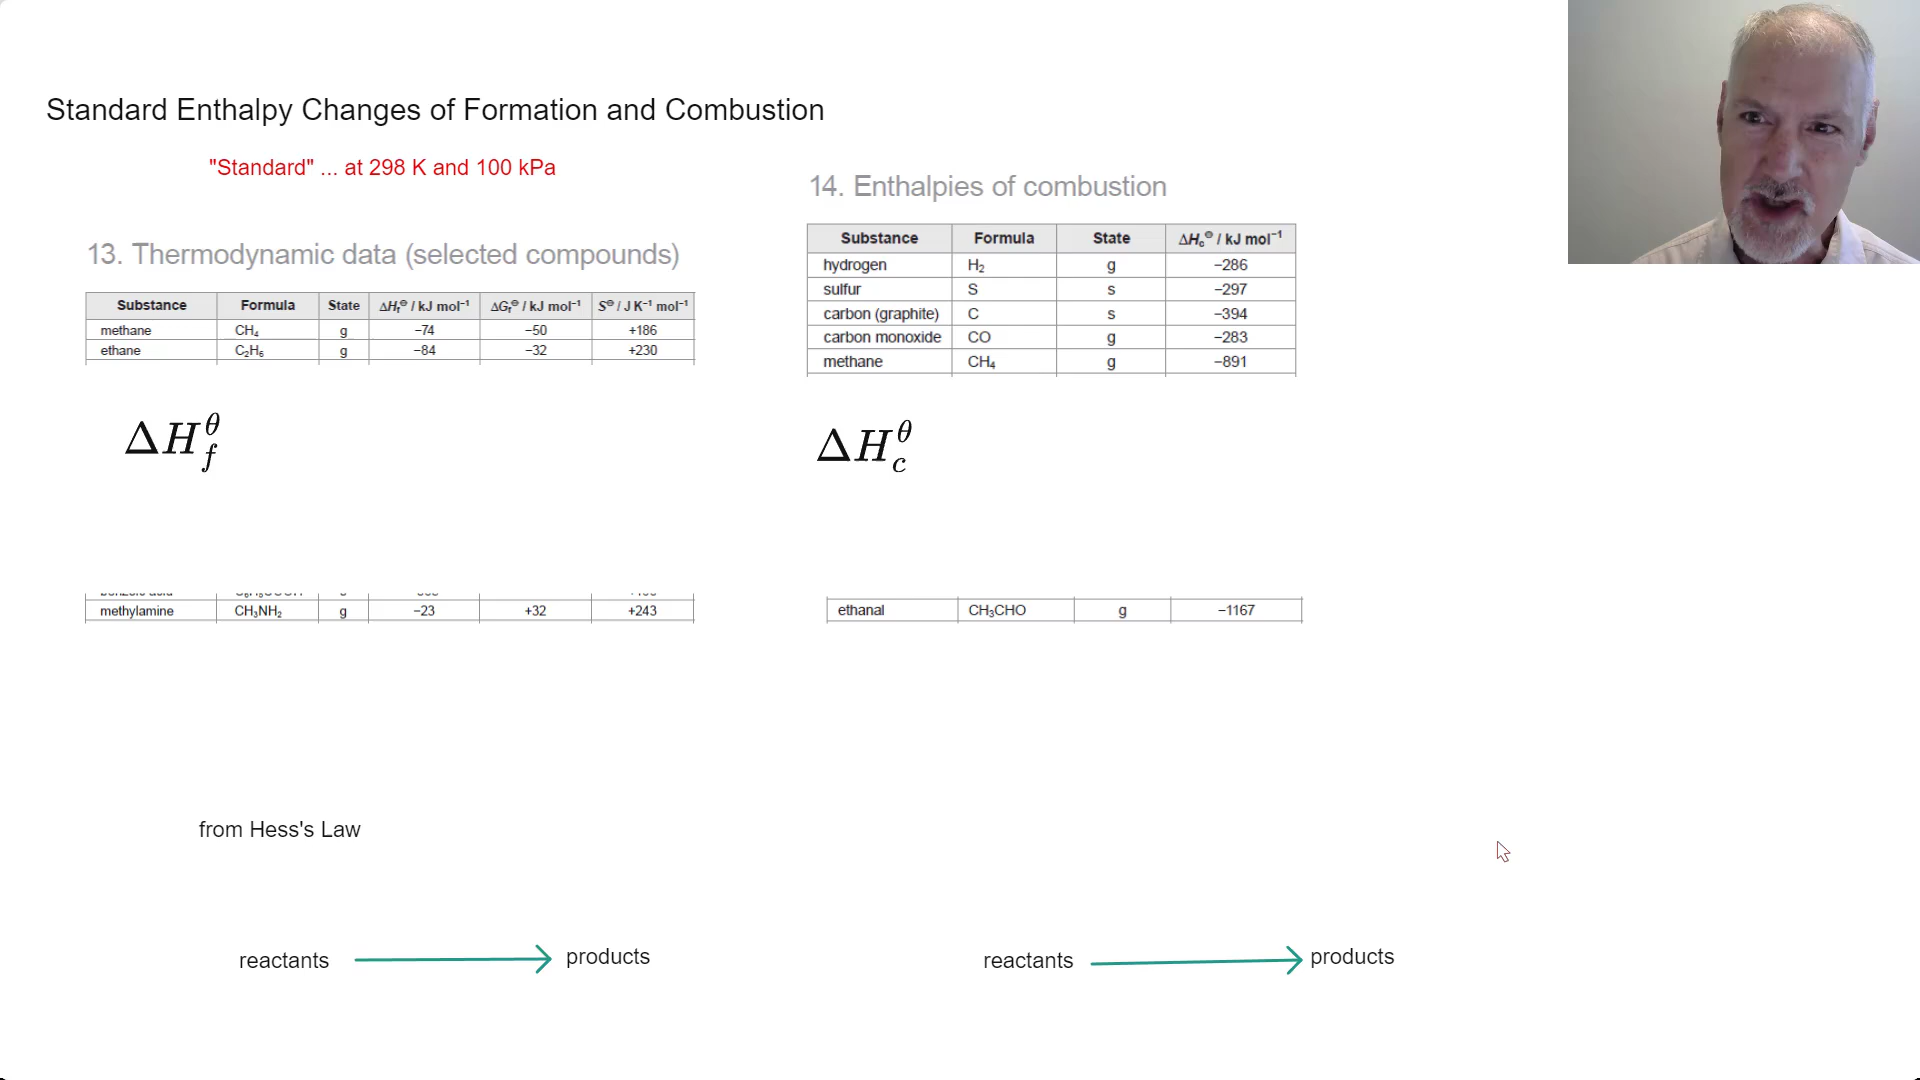 Standard Enthalpy Changes of Formation and Combustion
"Standard" ... at 298 K and 100 kPa
13. Thermodynamic data (selected compounds)
Substance Formula State ΔHf⦵ / kJ mol⁻¹ ΔGf⦵ / kJ mol⁻¹ S⦵ / J K⁻¹ mol⁻¹
methane CH₄ g −74 −50 +186
ethane C₂H₆ g −84 −32 +230
ΔH_f^θ
methylamine CH₃NH₂ g −23 +32 +243
from Hess's Law
reactants products
14. Enthalpies of combustion
Substance Formula State ΔHc⦵ / kJ mol⁻¹
hydrogen H₂ g −286
sulfur S s −297
carbon (graphite) C s −394
carbon monoxide CO g −283
methane CH₄ g −891
ΔH_c^θ
ethanal CH₃CHO g −1167
reactants products